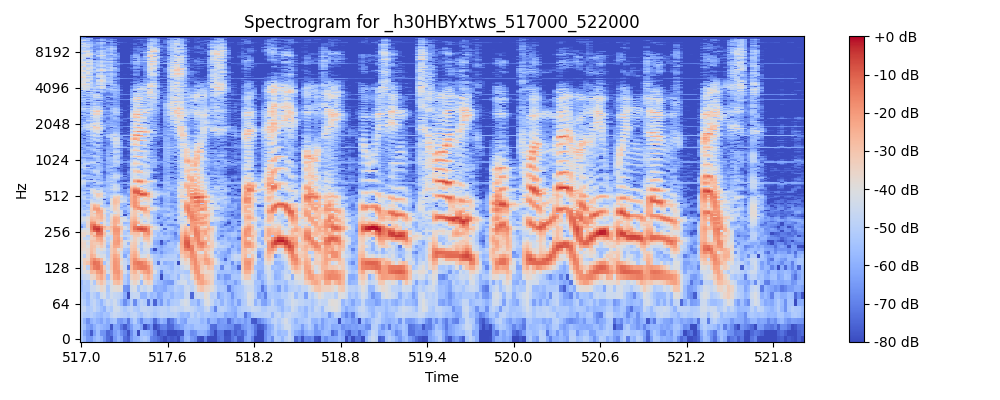 Spectrogram for _h30HBYxtws_517000_522000
8192
4096
2048
1024
512
256
128
64
0
Hz
517.0 517.6 518.2 518.8 519.4 520.0 520.6 521.2 521.8
Time
+0 dB
-10 dB
-20 dB
-30 dB
-40 dB
-50 dB
-60 dB
-70 dB
-80 dB